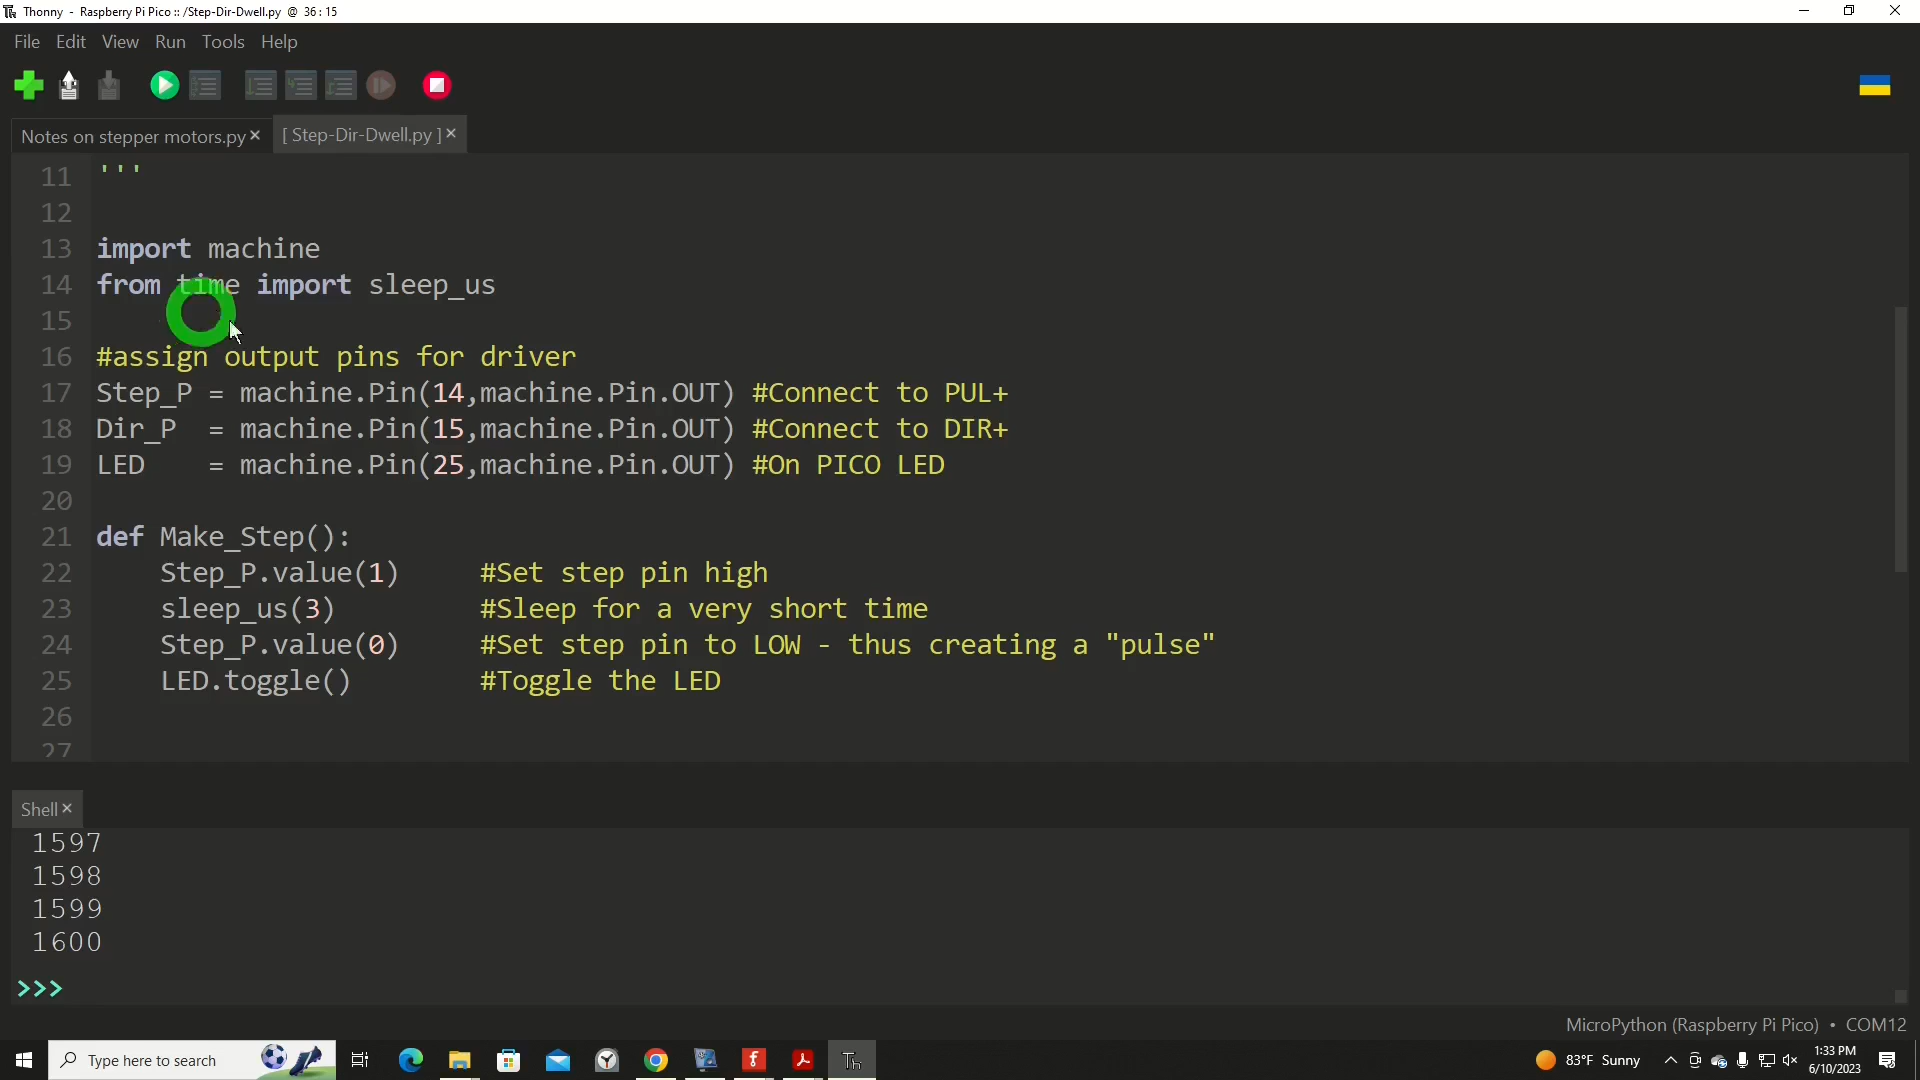 Thonny - Raspberry Pi Pico :: /Step-Dir-Dwell.py @ 36 : 15
File Edit View Run Tools Help
Notes on stepper motors.py × [ Step-Dir-Dwell.py ] ×
11 '''
12
13 import machine
14 from time import sleep_us
15
16 #assign output pins for driver
17 Step_P = machine.Pin(14,machine.Pin.OUT) #Connect to PUL+
18 Dir_P  = machine.Pin(15,machine.Pin.OUT) #Connect to DIR+
19 LED    = machine.Pin(25,machine.Pin.OUT) #On PICO LED
20
21 def Make_Step():
22     Step_P.value(1)     #Set step pin high
23     sleep_us(3)         #Sleep for a very short time
24     Step_P.value(0)     #Set step pin to LOW - thus creating a "pulse"
25     LED.toggle()        #Toggle the LED
26
27
Shell ×
1597
1598
1599
1600
>>>
MicroPython (Raspberry Pi Pico) • COM12
Type here to search
Th
83°F Sunny
1:33 PM
6/10/2023